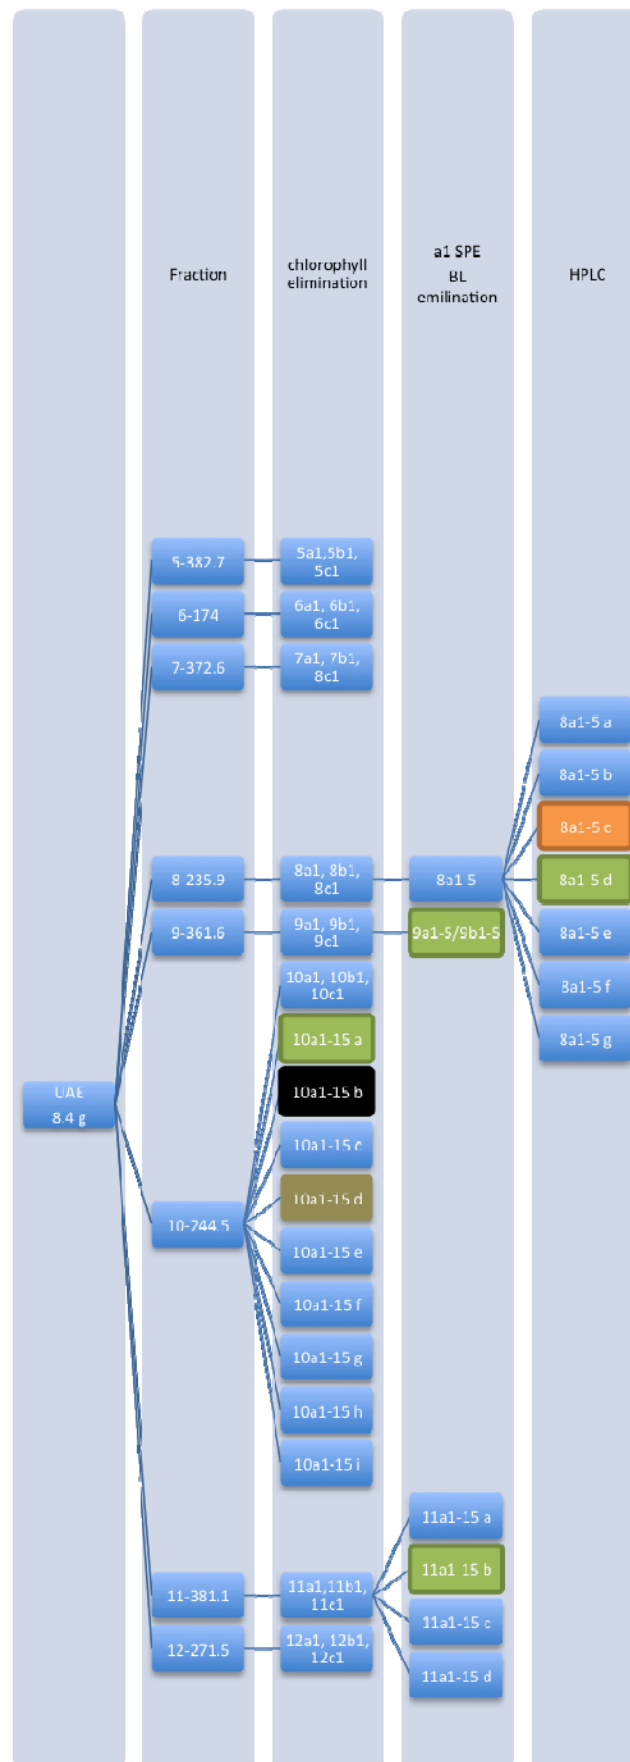 Fraction
chlorophyll
elimination
a1 SPE
BL
emilination
HPLC
5-382.7
5a1,5b1,
5c1
6-174
6a1, 6b1,
6c1
7-372.6
7a1, 7b1,
8c1
8a1-5 a
8a1-5 b
8a1-5 c
8-235.9
8a1, 8b1,
8c1
8a1-5
8a1-5 d
9-361.6
9a1, 9b1,
9c1
9a1-5/9b1-5
8a1-5 e
10a1, 10b1,
10c1
8a1-5 f
10a1-15 a
8a1-5 g
UAE
8.4 g
10a1-15 b
10a1-15 c
10a1-15 d
10-244.5
10a1-15 e
10a1-15 f
10a1-15 g
10a1-15 h
10a1-15 i
11a1-15 a
11a1-15 b
11-381.1
11a1,11b1,
11c1
11a1-15 c
12-271.5
12a1, 12b1,
12c1
11a1-15 d